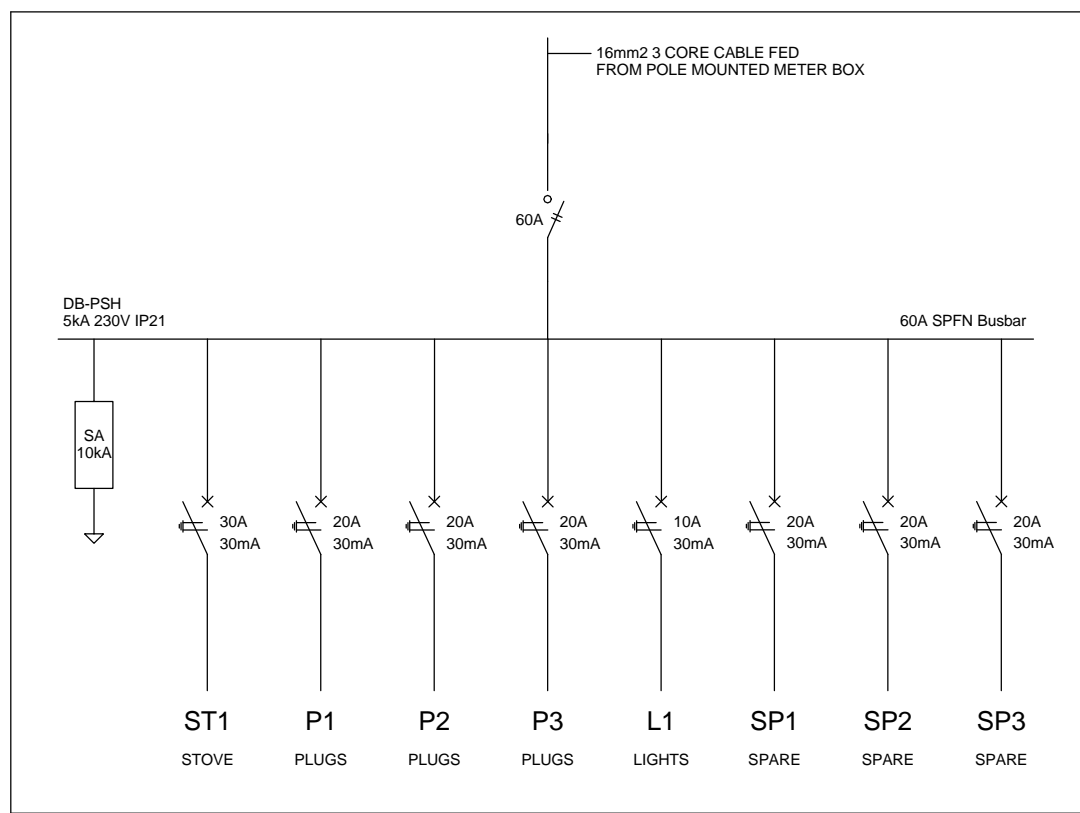 16mm2 3 CORE CABLE FED
FROM POLE MOUNTED METER BOX
60A
DB-PSH
5kA 230V IP21
60A SPFN Busbar
SA
10kA
30A
30mA
20A
30mA
20A
30mA
20A
30mA
10A
30mA
20A
30mA
20A
30mA
20A
30mA
ST1
STOVE
P1
PLUGS
P2
PLUGS
P3
PLUGS
L1
LIGHTS
SP1
SPARE
SP2
SPARE
SP3
SPARE